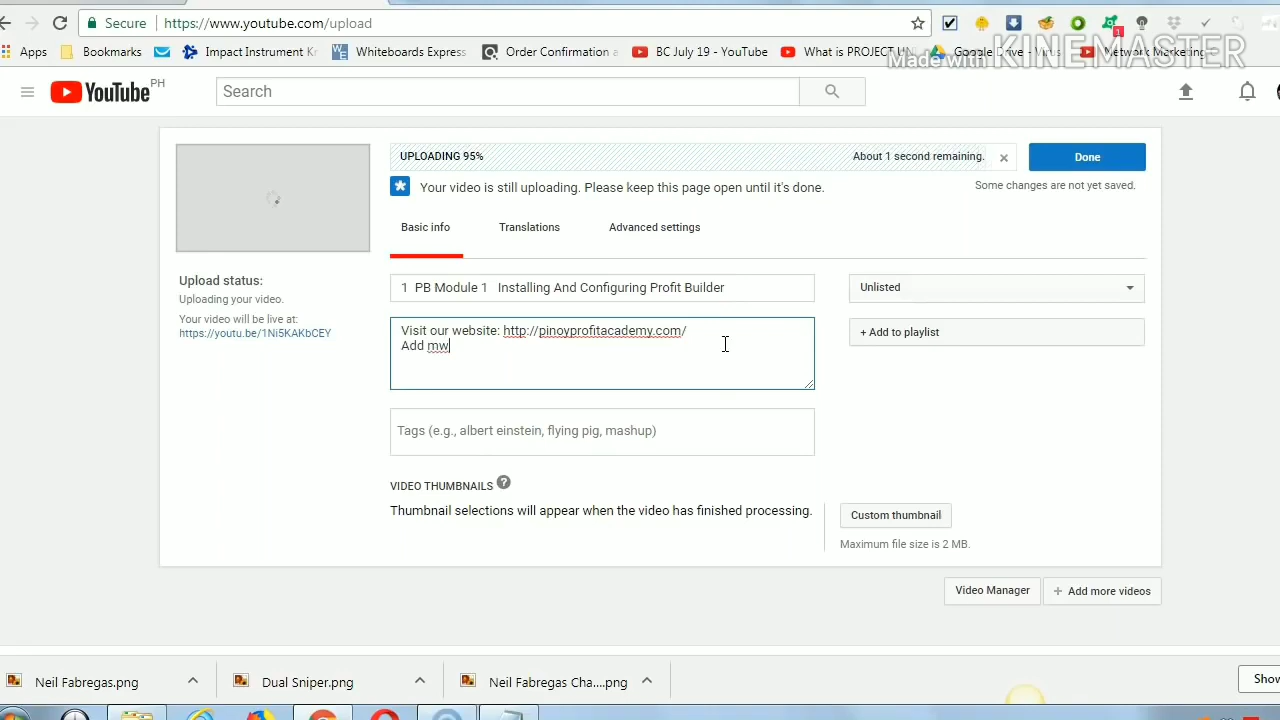 Secure https://www.youtube.com/upload
Apps Bookmarks Impact Instrument Whiteboards Expres Order Confirmation BC July 19 - YouTube What is PROJECT Google Drive Network Marketing
Made with KINEMASTER
YouTube PH Search
UPLOADING 95% About 1 second remaining. × Done
Your video is still uploading. Please keep this page open until it's done. Some changes are not yet saved.
Basic info Translations Advanced settings
Upload status:
Uploading your video.
Your video will be live at:
https://youtu.be/1Ni5KAKbCEY
1 PB Module 1 Installing And Configuring Profit Builder
Unlisted
Visit our website: http://pinoyprofitacademy.com/
Add mw
+ Add to playlist
Tags (e.g., albert einstein, flying pig, mashup)
VIDEO THUMBNAILS ?
Thumbnail selections will appear when the video has finished processing.
Custom thumbnail
Maximum file size is 2 MB.
Video Manager + Add more videos
Neil Fabregas.png Dual Sniper.png Neil Fabregas Cha....png Show